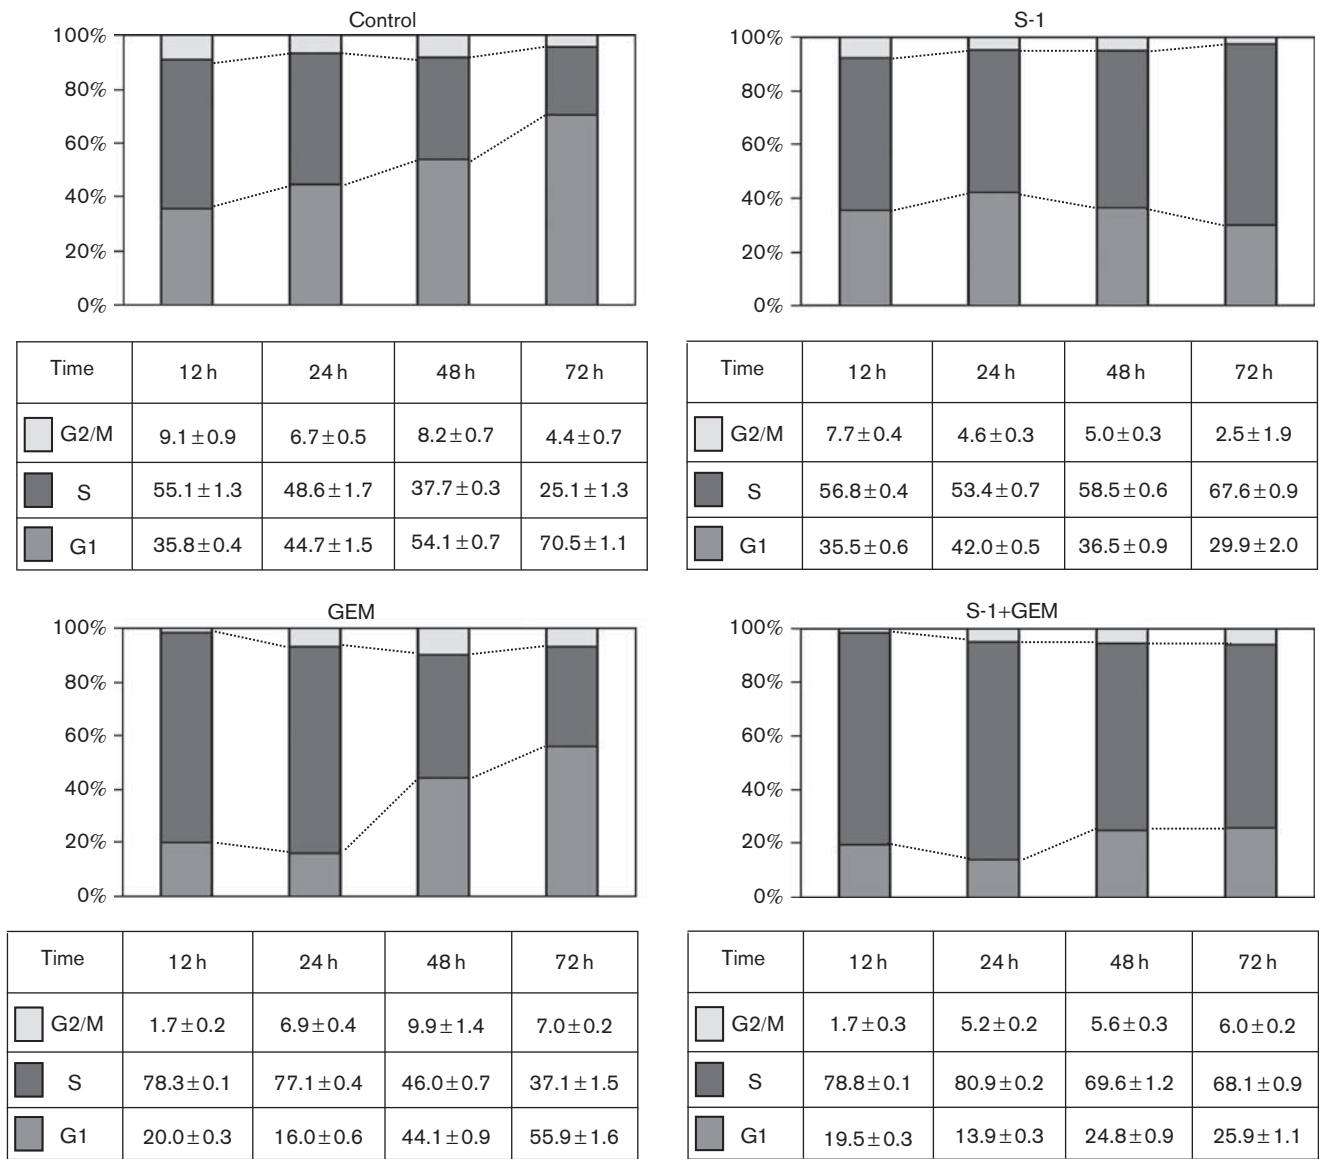 Control
100%
80%
60%
40%
20%
0%
Time 12 h 24 h 48 h 72 h
G2/M 9.1±0.9 6.7±0.5 8.2±0.7 4.4±0.7
S 55.1±1.3 48.6±1.7 37.7±0.3 25.1±1.3
G1 35.8±0.4 44.7±1.5 54.1±0.7 70.5±1.1
S-1
100%
80%
60%
40%
20%
0%
Time 12 h 24 h 48 h 72 h
G2/M 7.7±0.4 4.6±0.3 5.0±0.3 2.5±1.9
S 56.8±0.4 53.4±0.7 58.5±0.6 67.6±0.9
G1 35.5±0.6 42.0±0.5 36.5±0.9 29.9±2.0
GEM
100%
80%
60%
40%
20%
0%
Time 12 h 24 h 48 h 72 h
G2/M 1.7±0.2 6.9±0.4 9.9±1.4 7.0±0.2
S 78.3±0.1 77.1±0.4 46.0±0.7 37.1±1.5
G1 20.0±0.3 16.0±0.6 44.1±0.9 55.9±1.6
S-1+GEM
100%
80%
60%
40%
20%
0%
Time 12 h 24 h 48 h 72 h
G2/M 1.7±0.3 5.2±0.2 5.6±0.3 6.0±0.2
S 78.8±0.1 80.9±0.2 69.6±1.2 68.1±0.9
G1 19.5±0.3 13.9±0.3 24.8±0.9 25.9±1.1